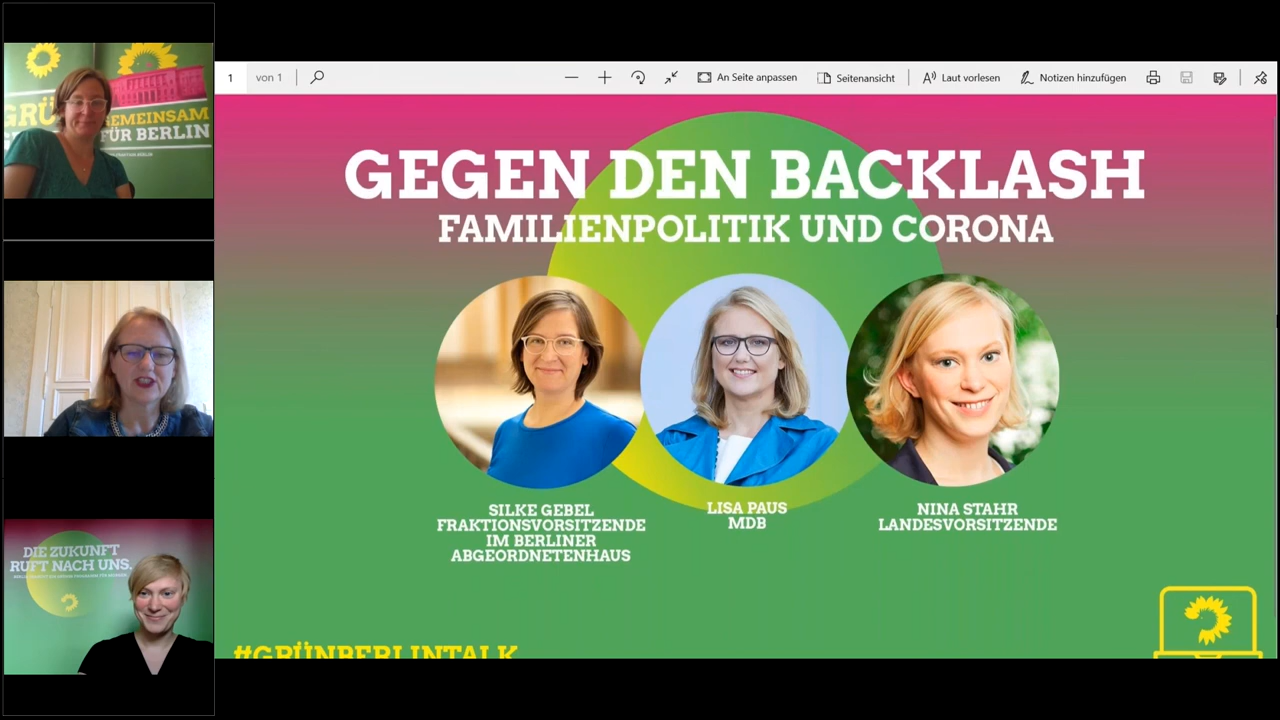 GRÜ
GEMEINSAM
FÜR BERLIN
DIE ZUKUNFT
RUFT NACH UNS.
1 von 1
An Seite anpassen
Seitenansicht
Laut vorlesen
Notizen hinzufügen
GEGEN DEN BACKLASH
FAMILIENPOLITIK UND CORONA
SILKE GEBEL
FRAKTIONSVORSITZENDE
IM BERLINER
ABGEORDNETENHAUS
LISA PAUS
MDB
NINA STAHR
LANDESVORSITZENDE
#GRÜNBERLINTALK